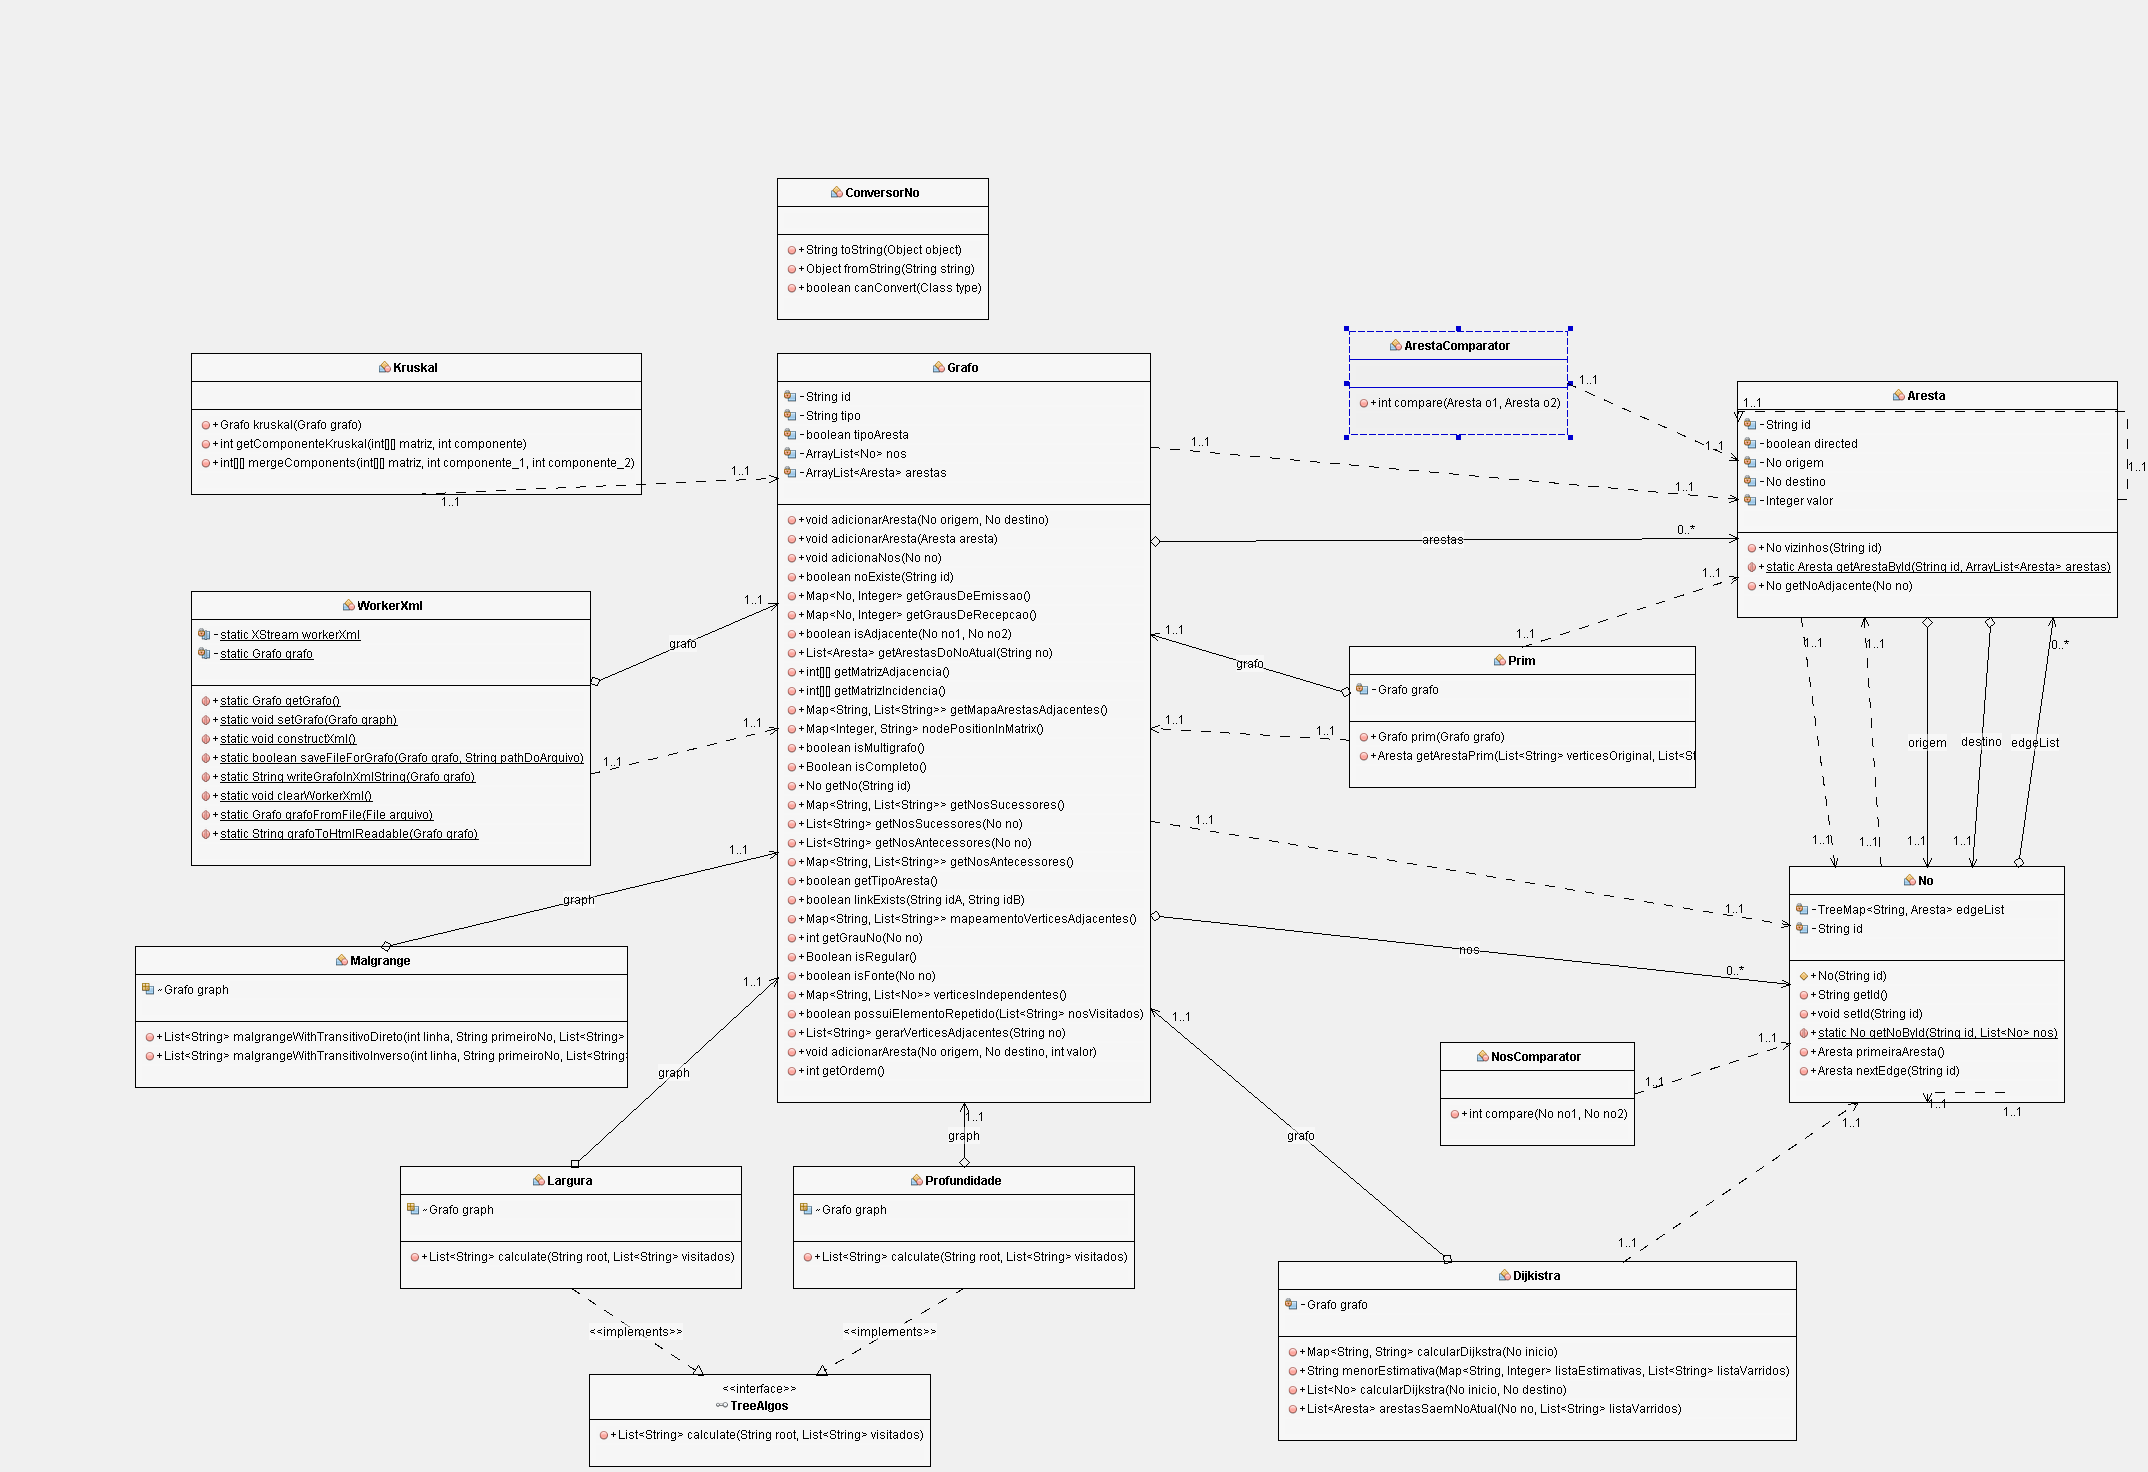 ConversorNo
+String toString(Object object)
+Object fromString(String string)
+boolean canConvert(Class type)
Kruskal
+Grafo kruskal(Grafo grafo)
+int getComponenteKruskal(int[][] matriz, int componente)
+int[][] mergeComponents(int[][] matriz, int componente_1, int componente_2)
1..1
1..1
Grafo
-String id
-String tipo
-boolean tipoAresta
-ArrayList<No> nos
-ArrayList<Aresta> arestas
+void adicionarAresta(No origem, No destino)
+void adicionarAresta(Aresta aresta)
+void adicionaNos(No no)
+boolean noExiste(String id)
+Map<No, Integer> getGrausDeEmissao()
+Map<No, Integer> getGrausDeRecepcao()
+boolean isAdjacente(No no1, No no2)
+List<Aresta> getArestasDoNoAtual(String no)
+int[][] getMatrizAdjacencia()
+int[][] getMatrizIncidencia()
+Map<String, List<String>> getMapaArestasAdjacentes()
+Map<Integer, String> nodePositionInMatrix()
+boolean isMultigrafo()
+Boolean isCompleto()
+No getNo(String id)
+Map<String, List<String>> getNosSucessores()
+List<String> getNosSucessores(No no)
+List<String> getNosAntecessores(No no)
+Map<String, List<String>> getNosAntecessores()
+boolean getTipoAresta()
+boolean linkExists(String idA, String idB)
+Map<String, List<String>> mapeamentoVerticesAdjacentes()
+int getGrauNo(No no)
+Boolean isRegular()
+boolean isFonte(No no)
+Map<String, List<No>> verticesIndependentes()
+boolean possuiElementoRepetido(List<String> nosVisitados)
+List<String> gerarVerticesAdjacentes(String no)
+void adicionarAresta(No origem, No destino, int valor)
+int getOrdem()
ArestaComparator
+int compare(Aresta o1, Aresta o2)
1..1
1..1
1..1
1..1
arestas
0..*
Aresta
1..1
-String id
-boolean directed
-No origem
-No destino
-Integer valor
1..1
+No vizinhos(String id)
+static Aresta getArestaById(String id, ArrayList<Aresta> arestas)
+No getNoAdjacente(No no)
WorkerXml
-static XStream workerXml
-static Grafo grafo
+static Grafo getGrafo()
+static void setGrafo(Grafo graph)
+static void constructXml()
+static boolean saveFileForGrafo(Grafo grafo, String pathDoArquivo)
+static String writeGrafoInXmlString(Grafo grafo)
+static void clearWorkerXml()
+static Grafo grafoFromFile(File arquivo)
+static String grafoToHtmlReadable(Grafo grafo)
1..1
grafo
1..1
1..1
1..1
1..1
1..1
grafo
1..1
1..1
Prim
-Grafo grafo
+Grafo prim(Grafo grafo)
+Aresta getArestaPrim(List<String> verticesOriginal, List<St
1..1
1..1
1..1
1..1
0..*
origem
destino
edgeList
1..1
1..1
1..1
1..1
No
-TreeMap<String, Aresta> edgeList
-String id
+No(String id)
+String getId()
+void setId(String id)
+static No getNoById(String id, List<No> nos)
+Aresta primeiraAresta()
+Aresta nextEdge(String id)
1..1
1..1
1..1
1..1
nos
0..*
1..1
graph
Malgrange
~Grafo graph
+List<String> malgrangeWithTransitivoDireto(int linha, String primeiroNo, List<String>
+List<String> malgrangeWithTransitivoInverso(int linha, String primeiroNo, List<String>
1..1
graph
1..1
graph
1..1
grafo
NosComparator
+int compare(No no1, No no2)
1..1
1..1
1..1
1..1
Largura
~Grafo graph
+List<String> calculate(String root, List<String> visitados)
Profundidade
~Grafo graph
+List<String> calculate(String root, List<String> visitados)
<<implements>>
<<implements>>
<<interface>>
TreeAlgos
+List<String> calculate(String root, List<String> visitados)
Dijkistra
-Grafo grafo
+Map<String, String> calcularDijkstra(No inicio)
+String menorEstimativa(Map<String, Integer> listaEstimativas, List<String> listaVarridos)
+List<No> calcularDijkstra(No inicio, No destino)
+List<Aresta> arestasSaemNoAtual(No no, List<String> listaVarridos)